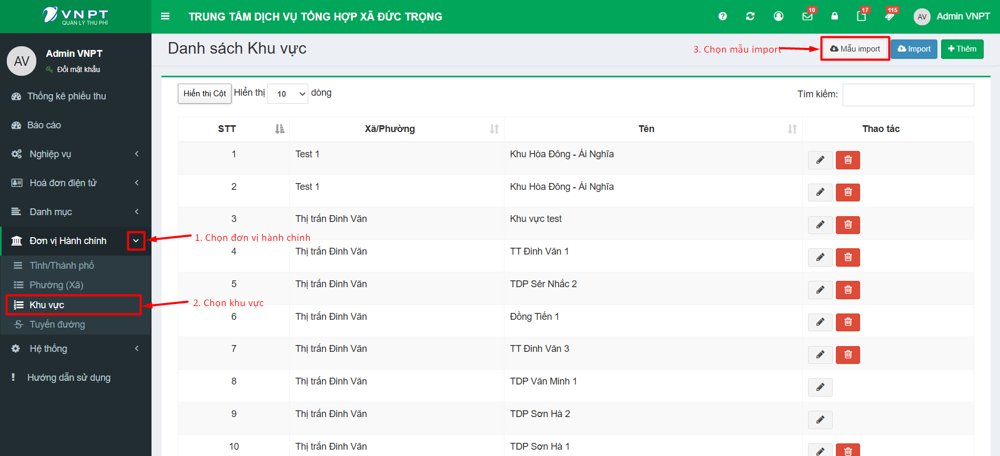 VNPT
QUẢN LÝ THU PHÍ
TRUNG TÂM DỊCH VỤ TỔNG HỢP XÃ ĐỨC TRỌNG
10
17
115
AV
Admin VNPT
AV
Admin VNPT
Đổi mật khẩu
Thống kê phiếu thu
Báo cáo
Nghiệp vụ
Hoá đơn điện tử
Danh mục
Đơn vị Hành chính
Tỉnh/Thành phố
Phường (Xã)
Khu vực
Tuyến đường
Hệ thống
Hướng dẫn sử dụng
1. Chọn đơn vị hành chính
2. Chọn khu vực
Danh sách Khu vực
3. Chọn mẫu import
Mẫu import
Import
Thêm
Hiển thị Cột
Hiển thị 10 dòng
Tìm kiếm:
STT Xã/Phường Tên Thao tác
1 Test 1 Khu Hòa Đông - Ái Nghĩa
2 Test 1 Khu Hòa Đông - Ái Nghĩa
3 Thị trấn Đinh Văn Khu vực test
4 Thị trấn Đinh Văn TT Đinh Văn 1
5 Thị trấn Đinh Văn TDP Sêr Nhắc 2
6 Thị trấn Đinh Văn Đồng Tiến 1
7 Thị trấn Đinh Văn TT Đinh Văn 3
8 Thị trấn Đinh Văn TDP Văn Minh 1
9 Thị trấn Đinh Văn TDP Sơn Hà 2
10 Thị trấn Đinh Văn TDP Sơn Hà 1